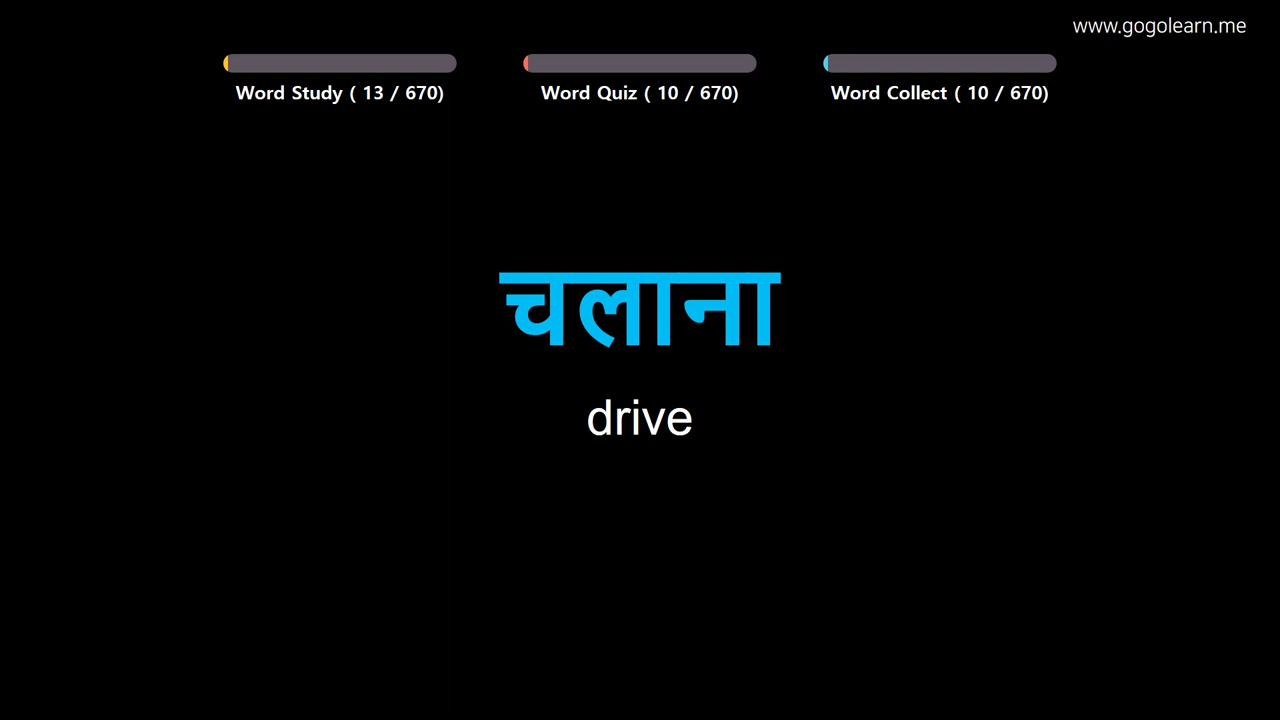 www.gogolearn.me
Word Study ( 13 / 670)
Word Quiz ( 10 / 670)
Word Collect ( 10 / 670)
चलाना
drive